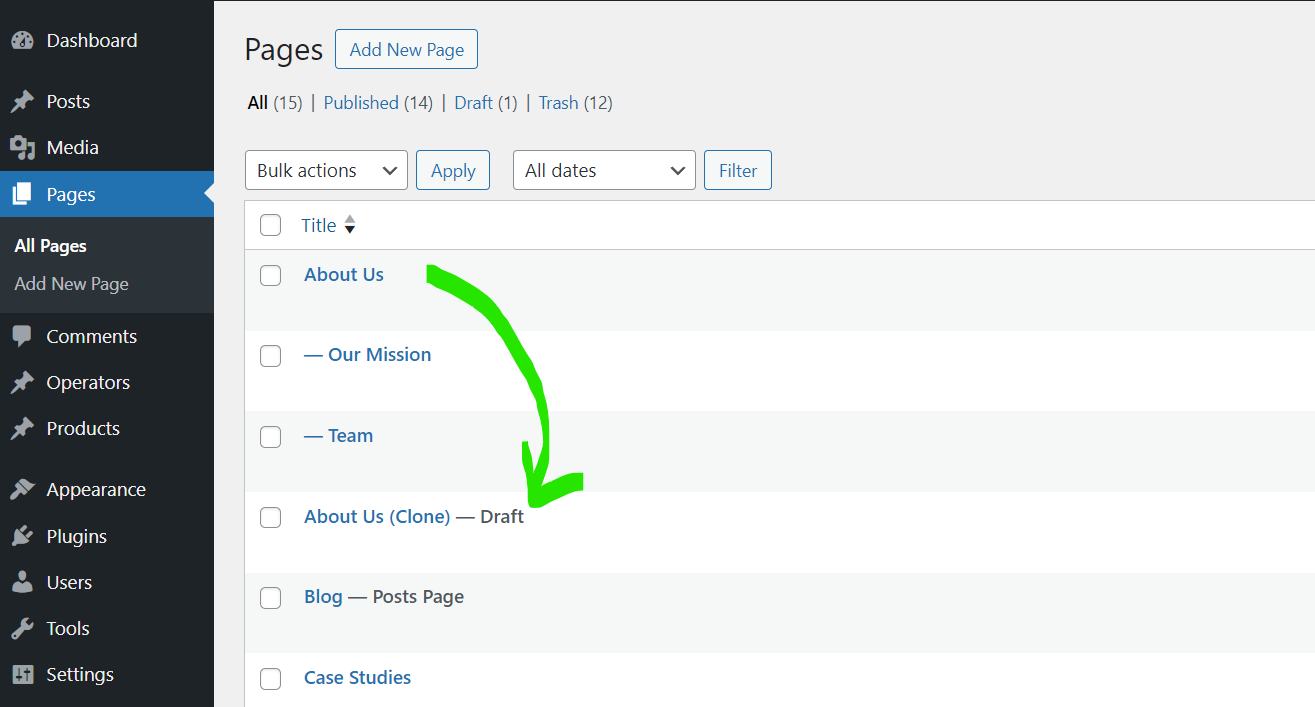 Dashboard
Posts
Media
Pages
All Pages
Add New Page
Comments
Operators
Products
Appearance
Plugins
Users
Tools
Settings
Pages Add New Page
All (15) | Published (14) | Draft (1) | Trash (12)
Bulk actions Apply All dates Filter
Title
About Us
— Our Mission
— Team
About Us (Clone) — Draft
Blog — Posts Page
Case Studies